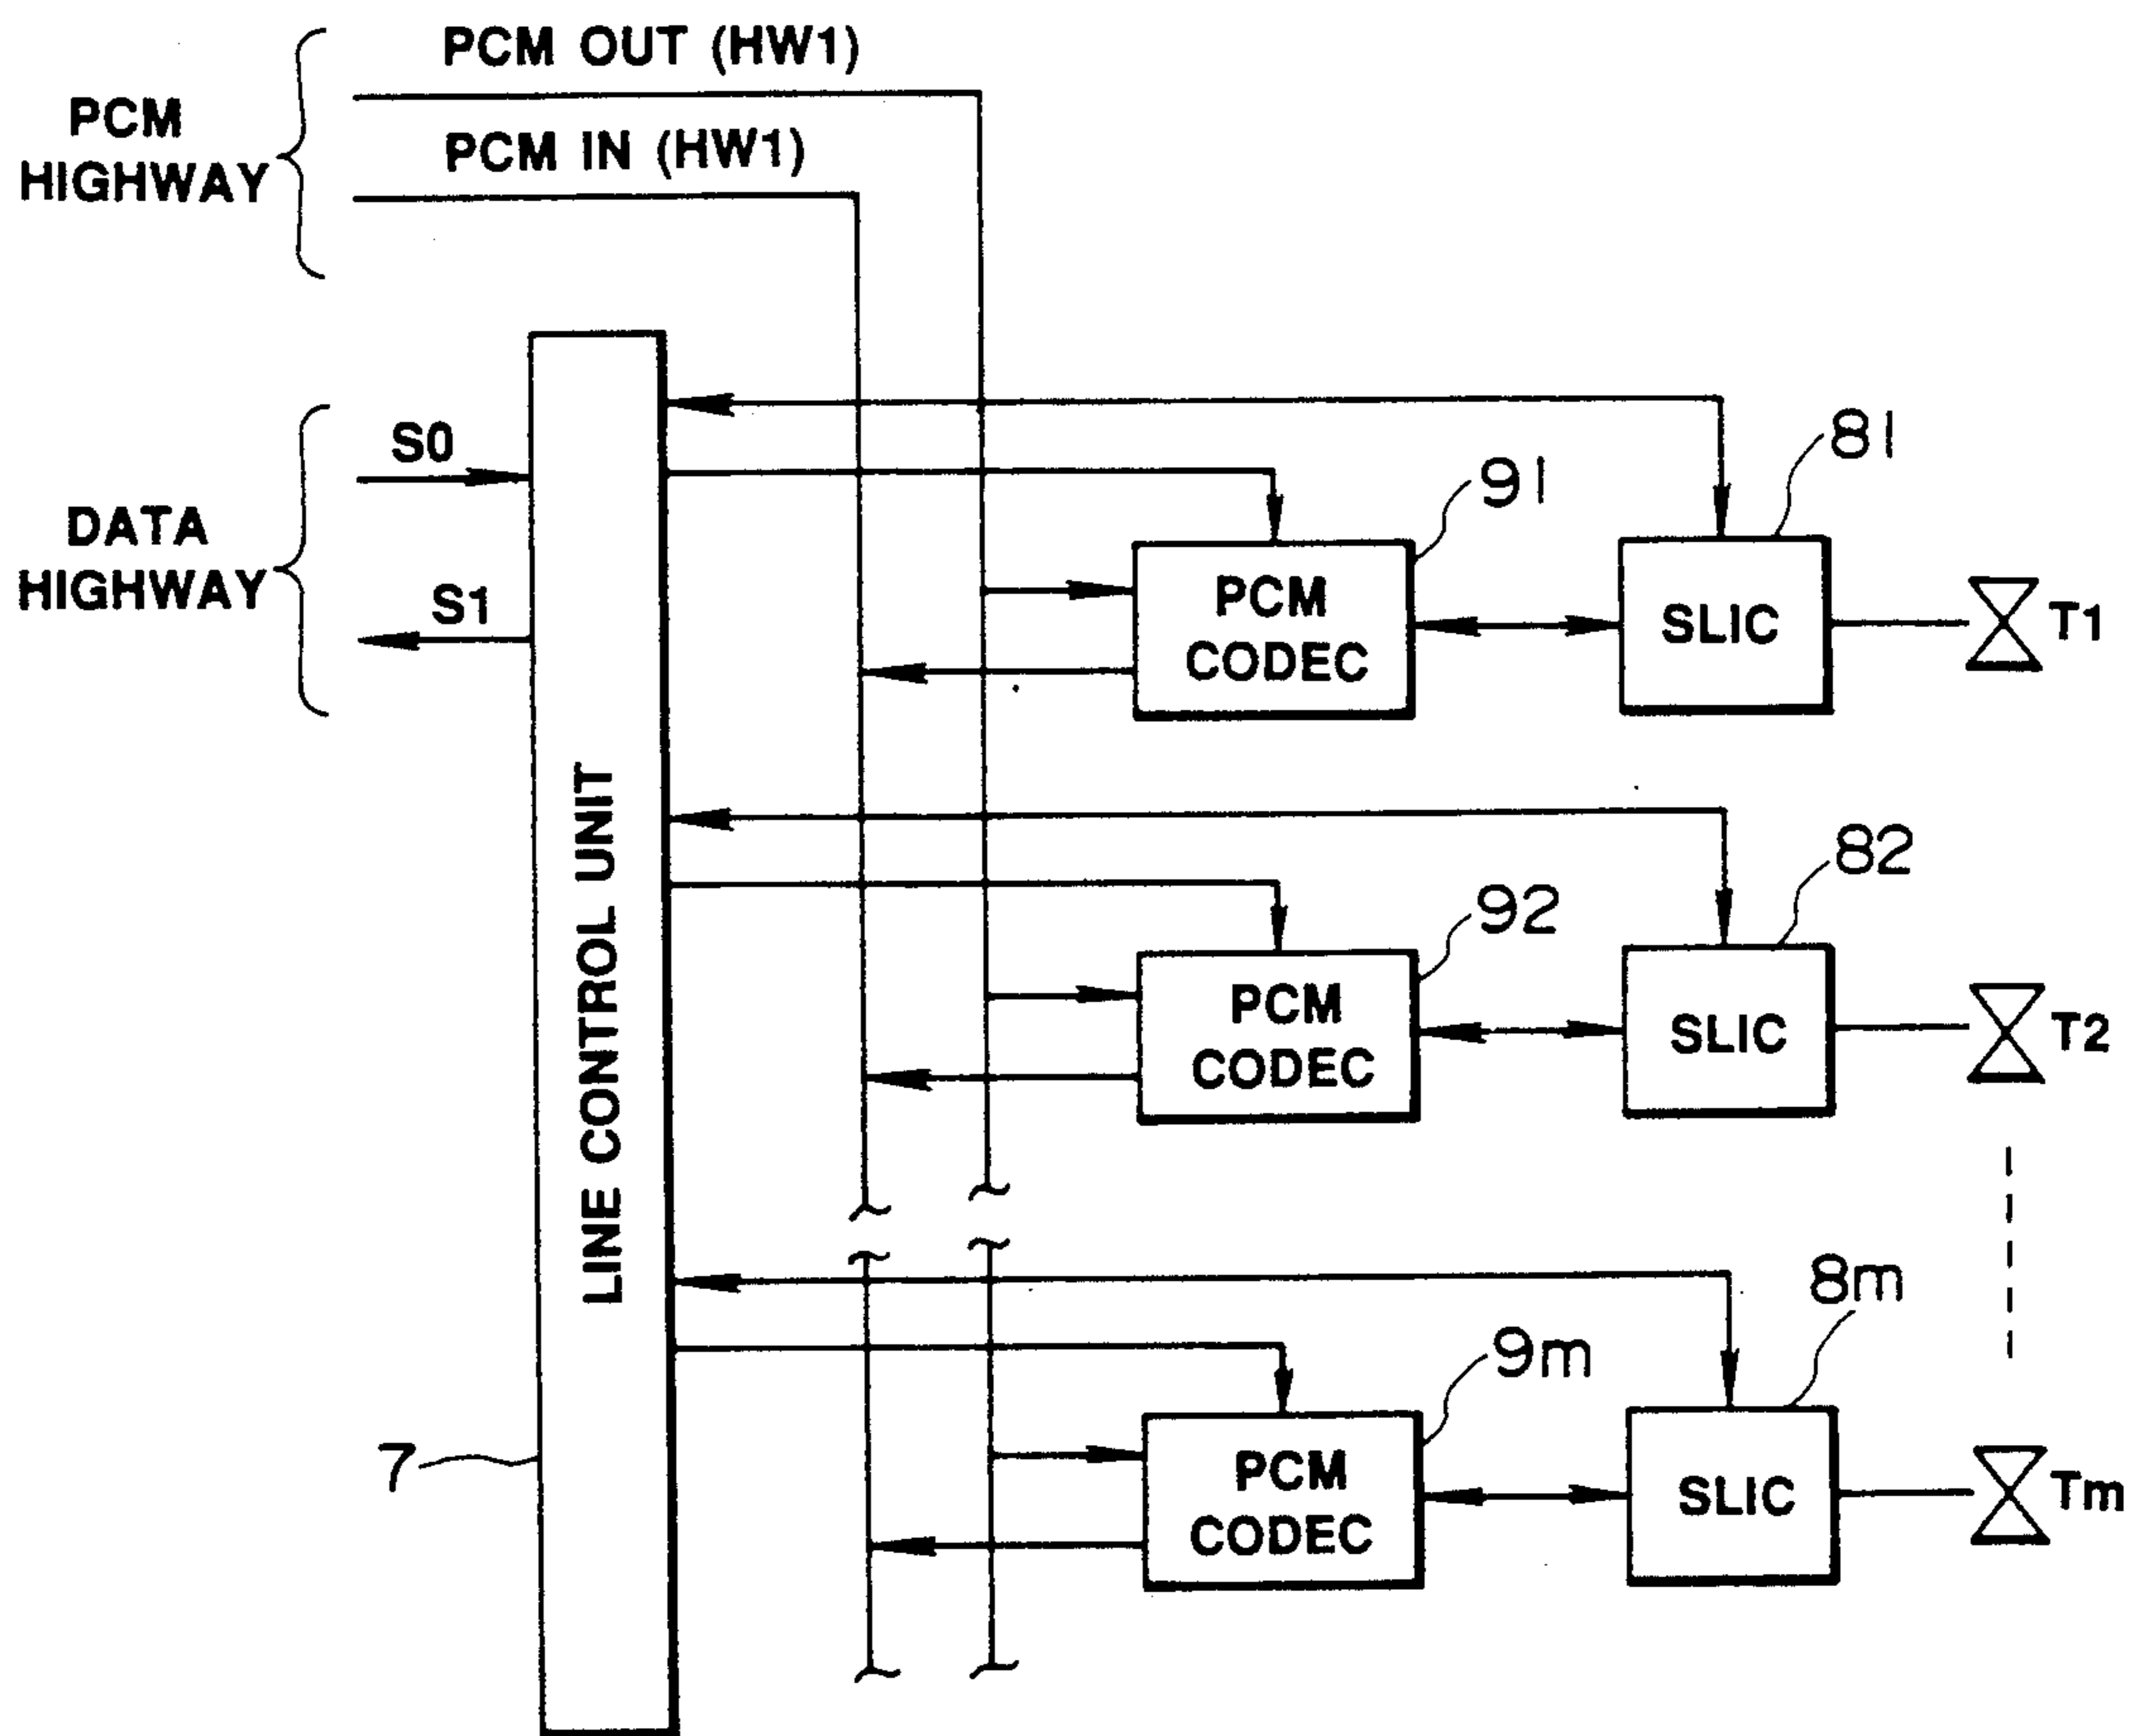 PCM OUT (HW1)
PCM IN (HW1)
PCM
HIGHWAY
DATA
HIGHWAY
S0
S1
LINE CONTROL UNIT
7
91
81
PCM
CODEC
SLIC
T1
92
82
PCM
CODEC
SLIC
T2
9m
8m
PCM
CODEC
SLIC
Tm